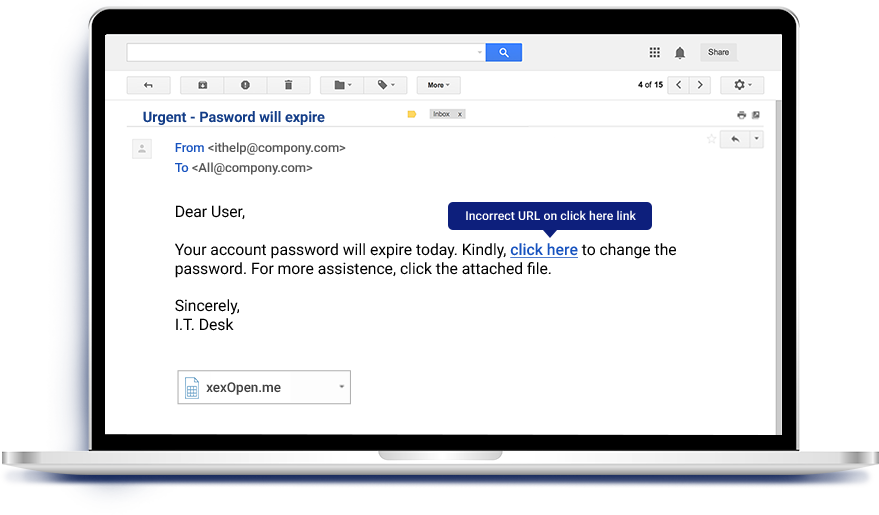 Share
More
4 of 15
Urgent - Pasword will expire
Inbox x
From <ithelp@compony.com>
To <All@compony.com>
Dear User,
Incorrect URL on click here link
Your account password will expire today. Kindly, click here to change the
password. For more assistence, click the attached file.
Sincerely,
I.T. Desk
xexOpen.me